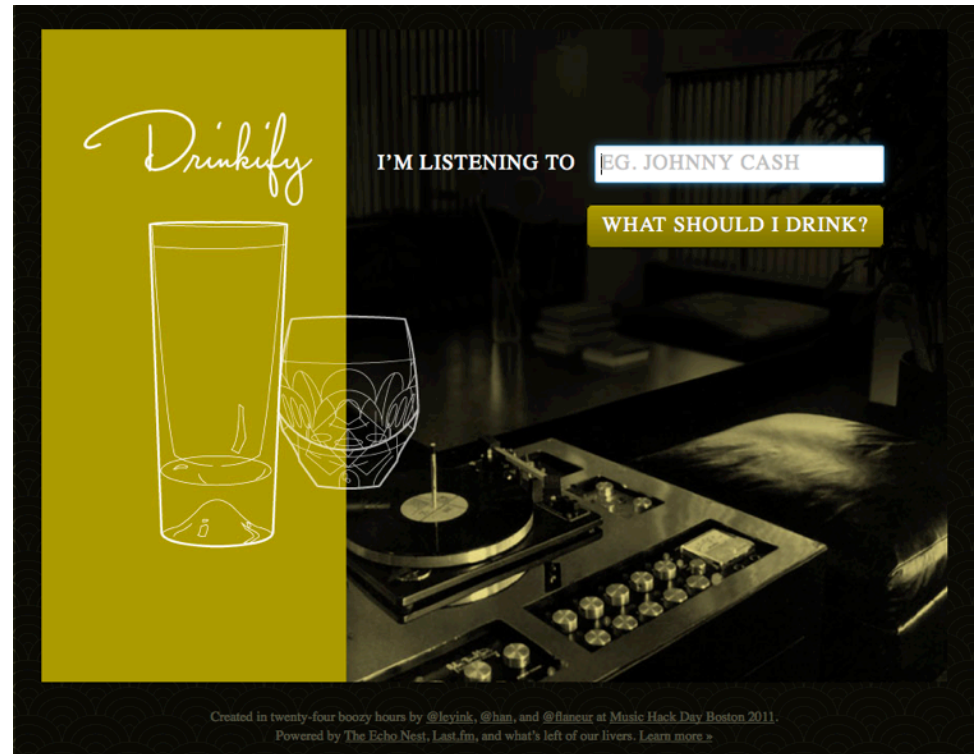 Drinkify
I'M LISTENING TO
EG. JOHNNY CASH
WHAT SHOULD I DRINK?
Created in twenty-four boozy hours by @leyink, @han, and @flaneur at Music Hack Day Boston 2011.
Powered by The Echo Nest, Last.fm, and what's left of our livers. Learn more »